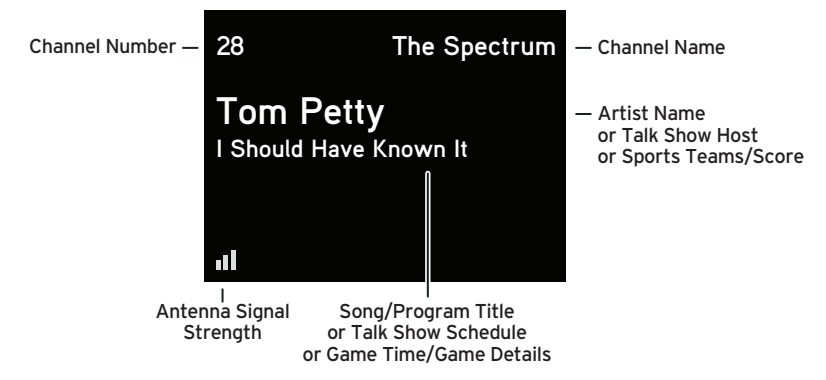 Channel Number
28
The Spectrum
Channel Name
Tom Petty
I Should Have Known It
Artist Name
or Talk Show Host
or Sports Teams/Score
Antenna Signal
Strength
Song/Program Title
or Talk Show Schedule
or Game Time/Game Details